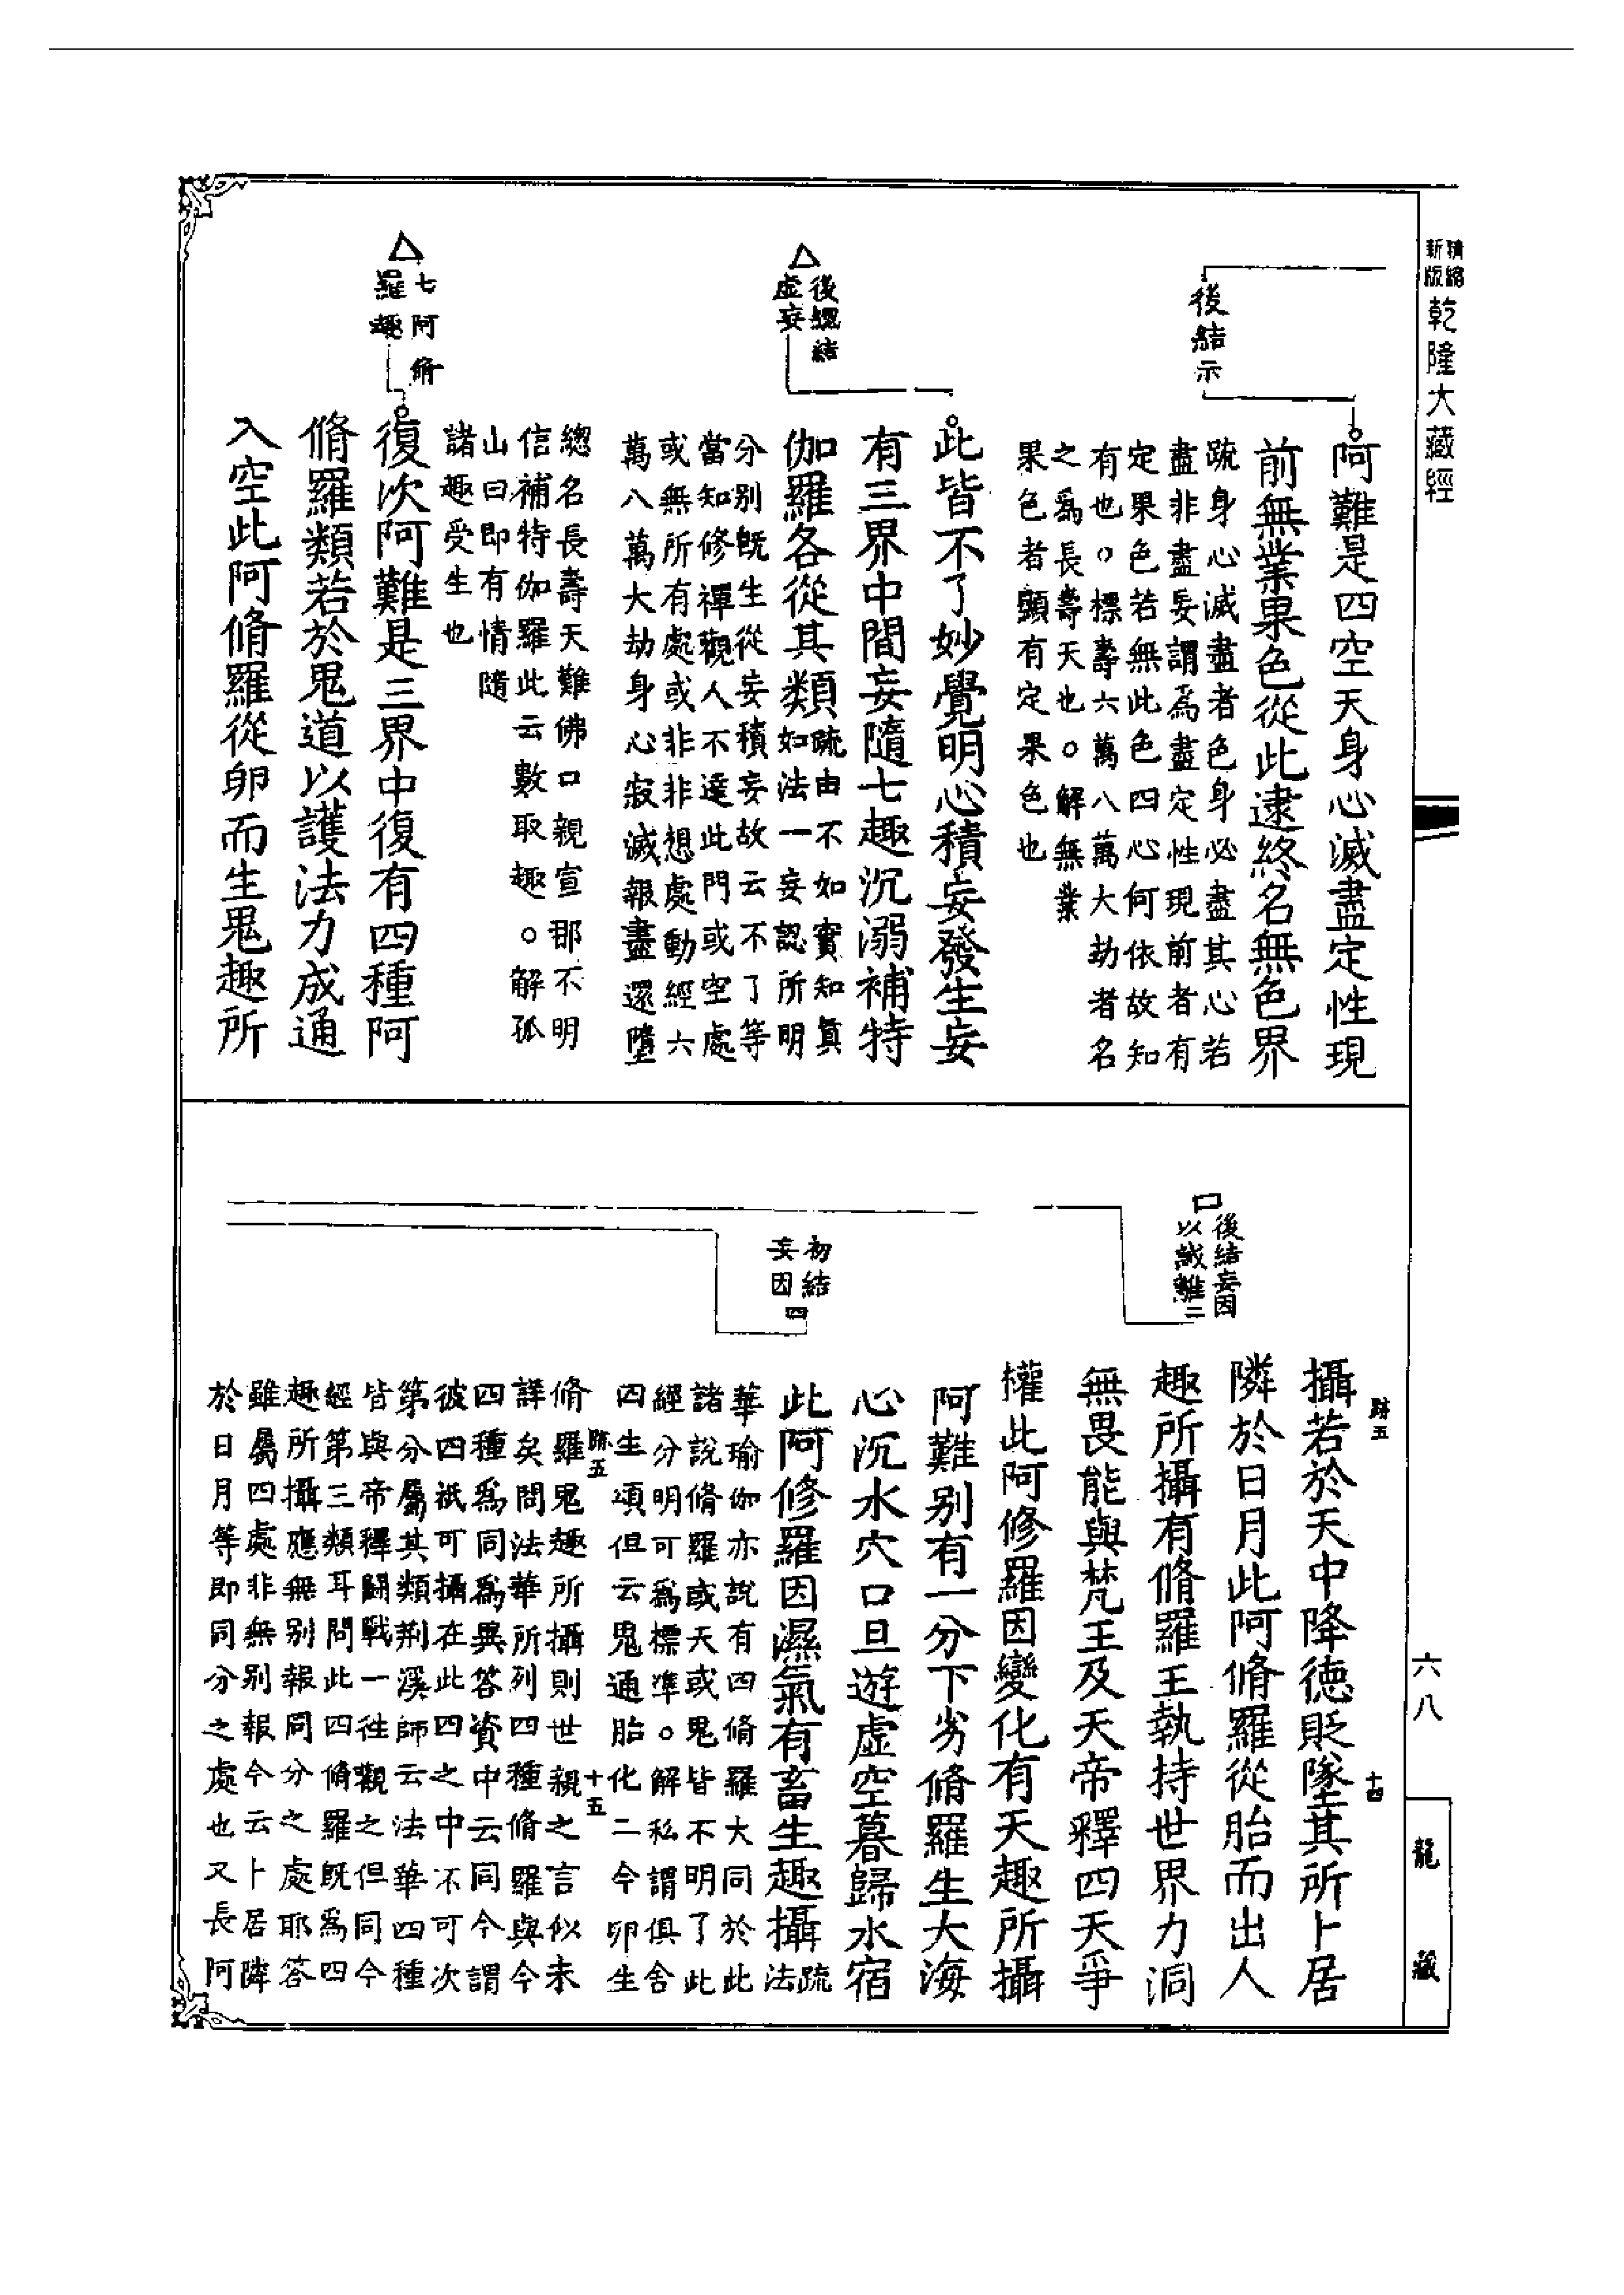 精縮
新版
乾隆大藏經
後結示
阿難是四空天身心滅盡定性現
前無業果色從此逮終名無色界
疏身心滅盡者色身必盡其心若
盡非盡妄謂爲盡定性現前者有
定果色若無此色四心何依故知
有也。標壽六萬八萬大劫者名
之爲長壽天也。解無業
果色者顯有定果色也
△後總結
虛妄
此皆不了妙覺明心積妄發生妄
有三界中間妄隨七趣沉溺補特
伽羅各從其類
疏由不如實知眞
如法一妄認所明
分别旣生從妄積妄故云不了等
當知修禪觀人不達此門或空處
或無所有處或非非想處動經六
萬八萬大劫身心寂滅報盡還墮
總名長壽天難佛口親宣那不明
信補特伽羅此云數取趣。解孤
山曰即有情隨
諸趣受生也
△七阿脩
羅趣
復次阿難是三界中復有四種阿
脩羅類若於鬼道以護法力成通
入空此阿脩羅從卵而生鬼趣所
後結妄因
以誡離二
初結
妄因四
跡五
十四
攝若於天中降徳貶墜其所卜居
隣於日月此阿脩羅從胎而出人
趣所攝有脩羅王執持世界力洞
無畏能與梵王及天帝釋四天爭
權此阿修羅因變化有天趣所攝
阿難别有一分下劣脩羅生大海
心沉水穴口旦遊虛空暮歸水宿
此阿修羅因濕氣有畜生趣攝
疏
法
華瑜伽亦說有四脩羅大同於此
諸說脩羅或天或鬼皆不明了此
經分明可爲標準。解私謂俱舍
四生頌但云鬼通胎化二今卵生
跡五
十五
脩羅鬼趣所攝則世親之言似未
詳矣問法華所列四種脩羅與今
四種爲同爲異答資中云同今謂
彼四祇可攝在此四之中不可次
第分屬其類荆溪師云法華四種
皆與帝釋鬪戰一往觀之但同今
經第三類耳問此四脩羅旣爲四
趣所攝應無别報同分之處耶答
雖屬四處非無别報今云卜居隣
於日月等即同分之處也又長阿
六八
龍藏